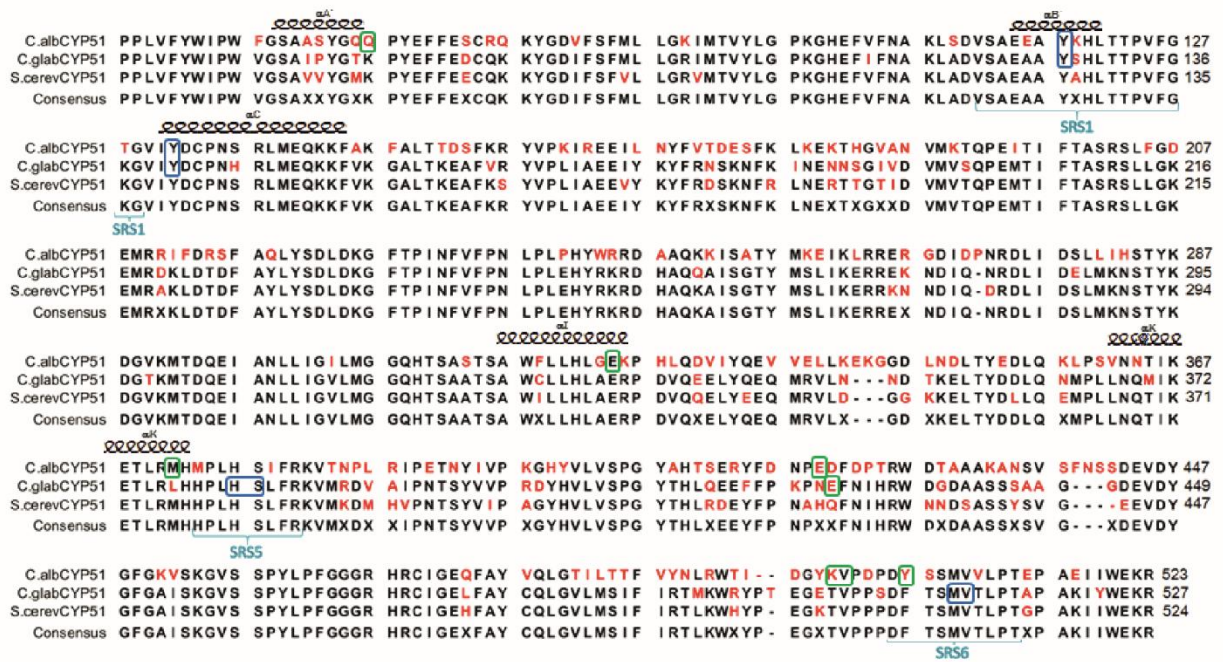 αA' αB'
C.albCYP51 PPLVFYWIPW FGSAASYGQQ PYEFFESCRQ KYGDVFSFML LGKIMTVYLG PKGHEFVFNA KLSDVSAEEA YKHLTTPVFG 127
C.glabCYP51 PPLVFYWIPW VGSAIPYGTK PYEFFEDCQK KYGDIFSFML LGRIMTVYLG PKGHEFIFNA KLADVSAEAA YSHLTTPVFG 136
S.cerevCYP51 PPLVFYWIPW VGSAVVYGMK PYEFFEECQK KYGDIFSFVL LGRVMTVYLG PKGHEFVFNA KLADVSAEAA YAHLTTPVFG 135
Consensus PPLVFYWIPW VGSAXXYGXK PYEFFEXCQK KYGDIFSFML LGRIMTVYLG PKGHEFVFNA KLADVSAEAA YXHLTTPVFG
SRS1
αC
C.albCYP51 TGVIYDCPNS RLMEQKKFAK FALTTDSFKR YVPKIREEIL NYFVTDESFK LKEKTHGVAN VMKTQPEITI FTASRSLFGD 207
C.glabCYP51 KGVIYDCPNH RLMEQKKFVK GALTKEAFVR YVPLIAEEIY KYFRNSKNFK INENNSGIVD VMVSQPEMTI FTASRSLLGK 216
S.cerevCYP51 KGVIYDCPNS RLMEQKKFVK GALTKEAFKS YVPLIAEEVY KYFRDSKNFR LNERTTGTID VMVTQPEMTI FTASRSLLGK 215
Consensus KGVIYDCPNS RLMEQKKFVK GALTKEAFKR YVPLIAEEIY KYFRXSKNFK LNEXTXGXXD VMVTQPEMTI FTASRSLLGK
SRS1
C.albCYP51 EMRRIFDRSF AQLYSDLDKG FTPINFVFPN LPLPHYWRRD AAQKKISATY MKEIKLRRER GDIDPNRDLI DSLLIHSTYK 287
C.glabCYP51 EMRDKLDTDF AYLYSDLDKG FTPINFVFPN LPLEHYRKRD HAQQAISGTY MSLIKERREK NDIQ-NRDLI DELMKNSTYK 295
S.cerevCYP51 EMRAKLDTDF AYLYSDLDKG FTPINFVFPN LPLEHYRKRD HAQKAISGTY MSLIKERRKN NDIQ-DRDLI DSLMKNSTYK 294
Consensus EMRXKLDTDF AYLYSDLDKG FTPINFVFPN LPLEHYRKRD HAQKAISGTY MSLIKERREX NDIQ-NRDLI DSLMKNSTYK
αI αK
C.albCYP51 DGVKMTDQEI ANLLIGILMG GQHTSASTSA WFLLHLGEKP HLQDVIYQEV VELLKEKGGD LNDLTYEDLQ KLPSVNNTIK 367
C.glabCYP51 DGTKMTDQEI ANLLIGVLMG GQHTSAATSA WCLLHLAERP DVQEELYQEQ MRVLN---ND TKELTYDDLQ NMPLLNQMIK 372
S.cerevCYP51 DGVKMTDQEI ANLLIGVLMG GQHTSAATSA WILLHLAERP DVQQELYEEQ MRVLD---GG KKELTYDLLQ EMPLLNQTIK 371
Consensus DGVKMTDQEI ANLLIGVLMG GQHTSAATSA WXLLHLAERP DVQXELYQEQ MRVLX---GD XKELTYDDLQ XMPLLNQTIK
αK
C.albCYP51 ETLRMHMPLH SIFRKVTNPL RIPETNYIVP KGHYVLVSPG YAHTSERYFD NPEDFDPTRW DTAAAKANSV SFNSSDEVDY 447
C.glabCYP51 ETLRLHHPLH SLFRKVMRDV AIPNTSYVVP RDYHVLVSPG YTHLQEEFFP KPNEFNIHRW DGDAASSSAA G---GDEVDY 449
S.cerevCYP51 ETLRMHHPLH SLFRKVMKDM HVPNTSYVIP AGYHVLVSPG YTHLRDEYFP NAHQFNIHRW NNDSASSYSV G---EEVDY 447
Consensus ETLRMHHPLH SLFRKVMXDX XIPNTSYVVP XGYHVLVSPG YTHLXEEYFP NPXXFNIHRW DXDAASSXSV G---XDEVDY
SRS5
C.albCYP51 GFGKVSKGVS SPYLPFGGGR HRCIGEQFAY VQLGTILTTF VYNLRWTI-- DGYKVPDPDY SSMVVLPTEP AEIIWEKR 523
C.glabCYP51 GFGAISKGVS SPYLPFGGGR HRCIGELFAY CQLGVLMSIF IRTMKWRYPT EGETVPPSDF TSMVTLPTAP AKIYWEKR 527
S.cerevCYP51 GFGAISKGVS SPYLPFGGGR HRCIGEHFAY CQLGVLMSIF IRTLKWHYP- EGKTVPPPDF TSMVTLPTGP AKIIWEKR 524
Consensus GFGAISKGVS SPYLPFGGGR HRCIGEXFAY CQLGVLMSIF IRTLKWXYP- EGXTVPPPDF TSMVTLPTXP AKIIWEKR
SRS6